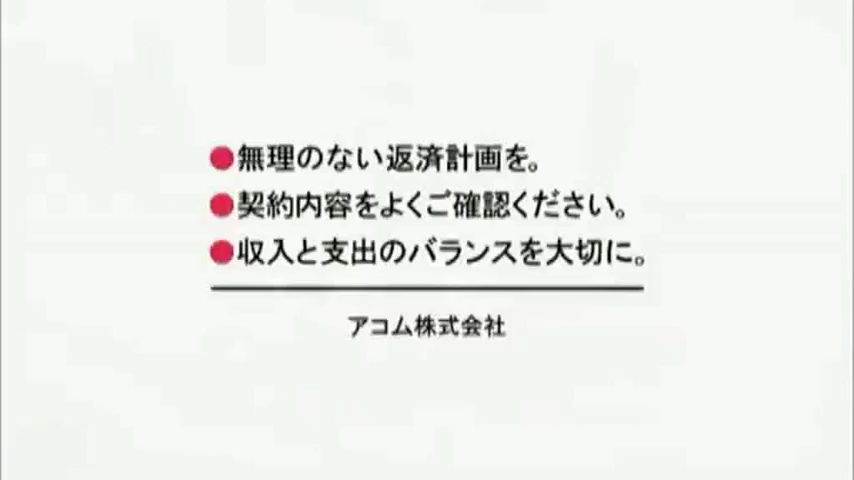 ●無理のない返済計画を。
●契約内容をよくご確認ください。
●収入と支出のバランスを大切に。
アコム株式会社